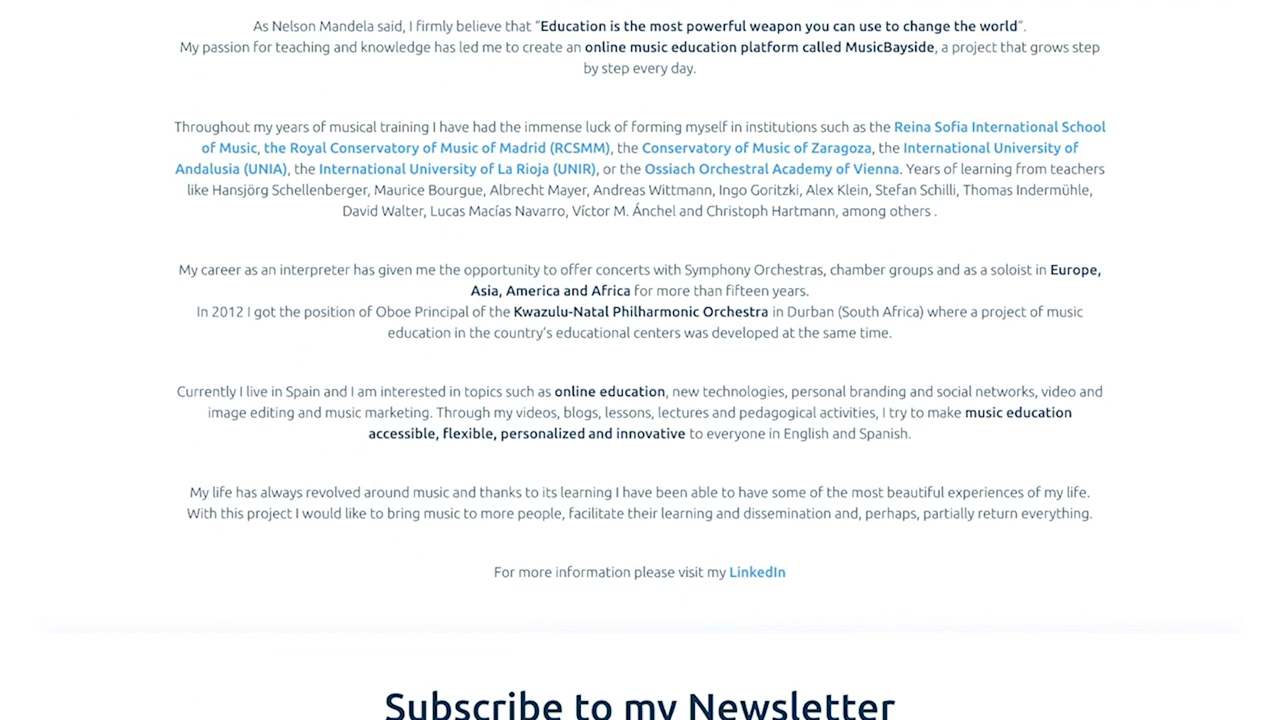 As Nelson Mandela said, I firmly believe that “Education is the most powerful weapon you can use to change the world”.
My passion for teaching and knowledge has led me to create an online music education platform called MusicBayside, a project that grows step
by step every day.
Throughout my years of musical training I have had the immense luck of forming myself in institutions such as the Reina Sofia International School
of Music, the Royal Conservatory of Music of Madrid (RCSMM), the Conservatory of Music of Zaragoza, the International University of
Andalusia (UNIA), the International University of La Rioja (UNIR), or the Ossiach Orchestral Academy of Vienna. Years of learning from teachers
like Hansjörg Schellenberger, Maurice Bourgue, Albrecht Mayer, Andreas Wittmann, Ingo Goritzki, Alex Klein, Stefan Schilli, Thomas Indermühle,
David Walter, Lucas Macías Navarro, Víctor M. Ánchel and Christoph Hartmann, among others .
My career as an interpreter has given me the opportunity to offer concerts with Symphony Orchestras, chamber groups and as a soloist in Europe,
Asia, America and Africa for more than fifteen years.
In 2012 I got the position of Oboe Principal of the Kwazulu-Natal Philharmonic Orchestra in Durban (South Africa) where a project of music
education in the country’s educational centers was developed at the same time.
Currently I live in Spain and I am interested in topics such as online education, new technologies, personal branding and social networks, video and
image editing and music marketing. Through my videos, blogs, lessons, lectures and pedagogical activities, I try to make music education
accessible, flexible, personalized and innovative to everyone in English and Spanish.
My life has always revolved around music and thanks to its learning I have been able to have some of the most beautiful experiences of my life.
With this project I would like to bring music to more people, facilitate their learning and dissemination and, perhaps, partially return everything.
For more information please visit my LinkedIn
Subscribe to my Newsletter